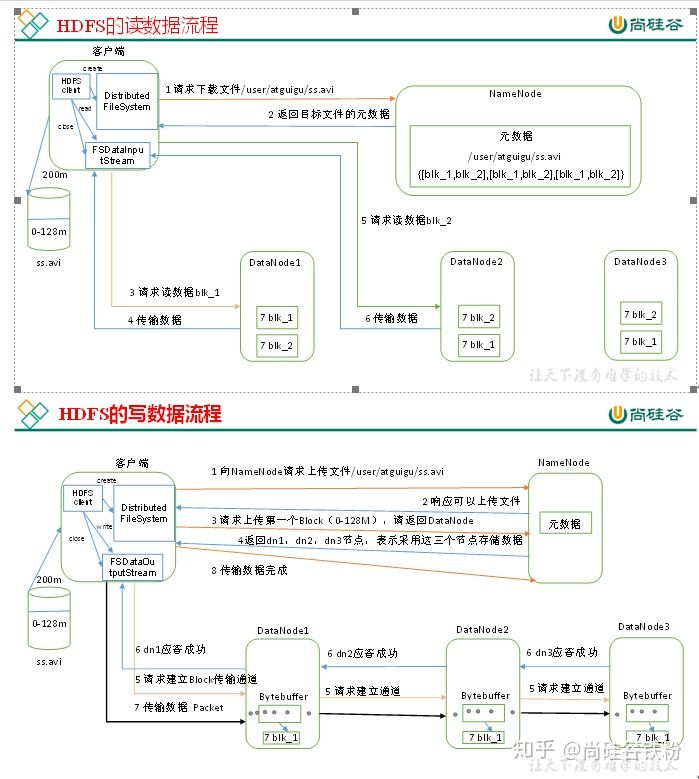 HDFS的读数据流程
尚硅谷
客户端
HDFS
client
create
Distributed
FileSystem
read
close
FSDataInpu
tStream
1 请求下载文件/user/atguigu/ss.avi
2 返回目标文件的元数据
NameNode
元数据
/user/atguigu/ss.avi
{[blk_1,blk_2],[blk_1,blk_2],[blk_1,blk_2]}
200m
0-128m
ss.avi
5 请求读数据blk_2
3 请求读数据blk_1
4 传输数据
6 传输数据
DataNode1
7 blk_1
7 blk_2
DataNode2
7 blk_2
7 blk_1
DataNode3
7 blk_2
7 blk_1
让天下没有难学的技术
HDFS的写数据流程
尚硅谷
客户端
HDFS
client
create
Distributed
FileSystem
write
close
FSDataOu
tputStream
1 向NameNode请求上传文件/user/atguigu/ss.avi
2 响应可以上传文件
3 请求上传第一个Block（0-128M），请返回DataNode
4返回dn1，dn2，dn3节点，表示采用这三个节点存储数据
8 传输数据完成
NameNode
元数据
200m
0-128m
ss.avi
6 dn1应答成功
5 请求建立Block传输通道
7 传输数据 Packet
DataNode1
Bytebuffer
7 blk_1
6 dn2应答成功
5 请求建立通道
DataNode2
Bytebuffer
7 blk_1
6 dn3应答成功
5 请求建立通道
DataNode3
Bytebuffer
7 blk_1
知乎 @尚硅谷铁粉
让天下没有难学的技术